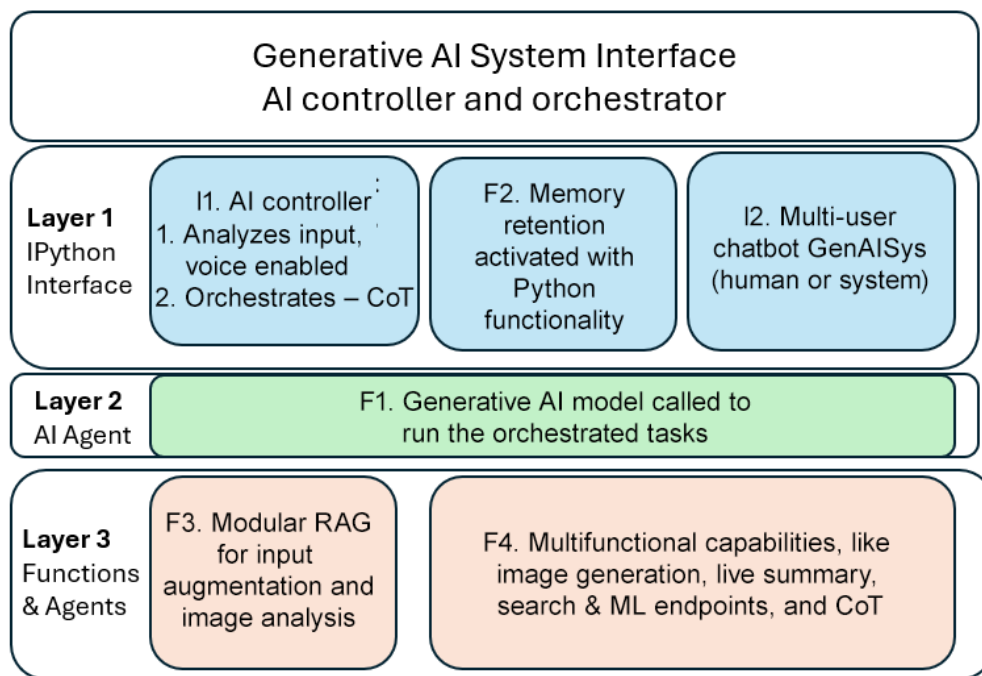 Generative AI System Interface
AI controller and orchestrator
Layer 1
IPython
Interface
I1. AI controller
1. Analyzes input,
voice enabled
2. Orchestrates – CoT
F2. Memory
retention
activated with
Python
functionality
I2. Multi-user
chatbot GenAISys
(human or system)
Layer 2
AI Agent
F1. Generative AI model called to
run the orchestrated tasks
Layer 3
Functions
& Agents
F3. Modular RAG
for input
augmentation and
image analysis
F4. Multifunctional capabilities, like
image generation, live summary,
search & ML endpoints, and CoT